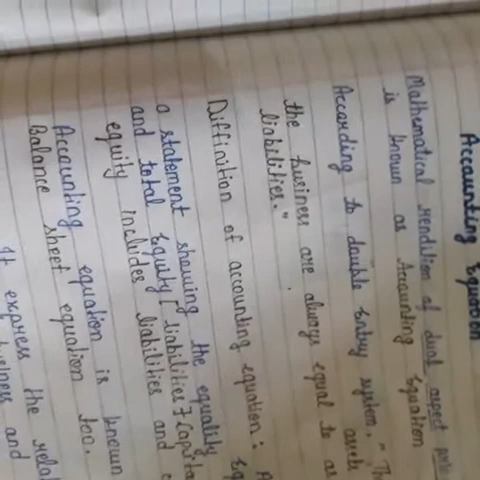 Accounting Equation
Mathematical rendition of dual aspect
is known as Accounting Equation
According to double entry system, " Th
assets
the business are always equal to
liabilities."
Diffinition of accounting equation: A
a statement showing the equality
and total Equity [ liabilities + Capita
equity includes liabilities and
Accounting equation is known
Balance sheet equation too.
It express the
business and